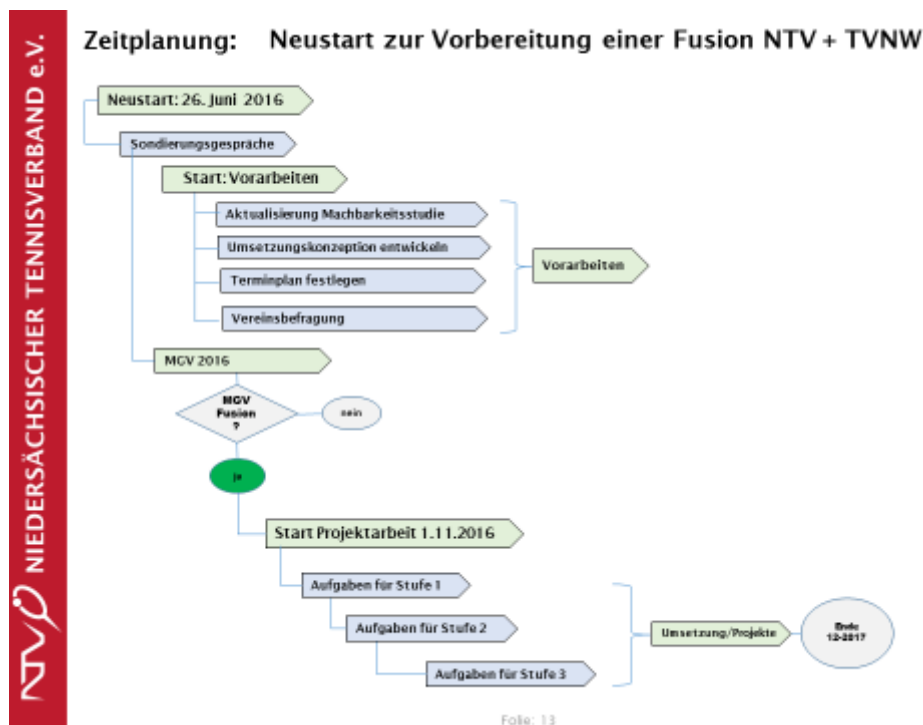 NTV NIEDERSÄCHSISCHER TENNISVERBAND e.V.
Zeitplanung: Neustart zur Vorbereitung einer Fusion NTV + TVNW
Neustart: 26. Juni 2016
Sondierungsgespräche
Start: Vorarbeiten
Aktualisierung Machbarkeitsstudie
Umsetzungskonzeption entwickeln
Terminplan festlegen
Vereinsbefragung
Vorarbeiten
MGV 2016
MGV
Fusion
?
nein
ja
Start Projektarbeit 1.11.2016
Aufgaben für Stufe 1
Aufgaben für Stufe 2
Aufgaben für Stufe 3
Umsetzung/Projekte
Ende
12-2017
Folie: 13